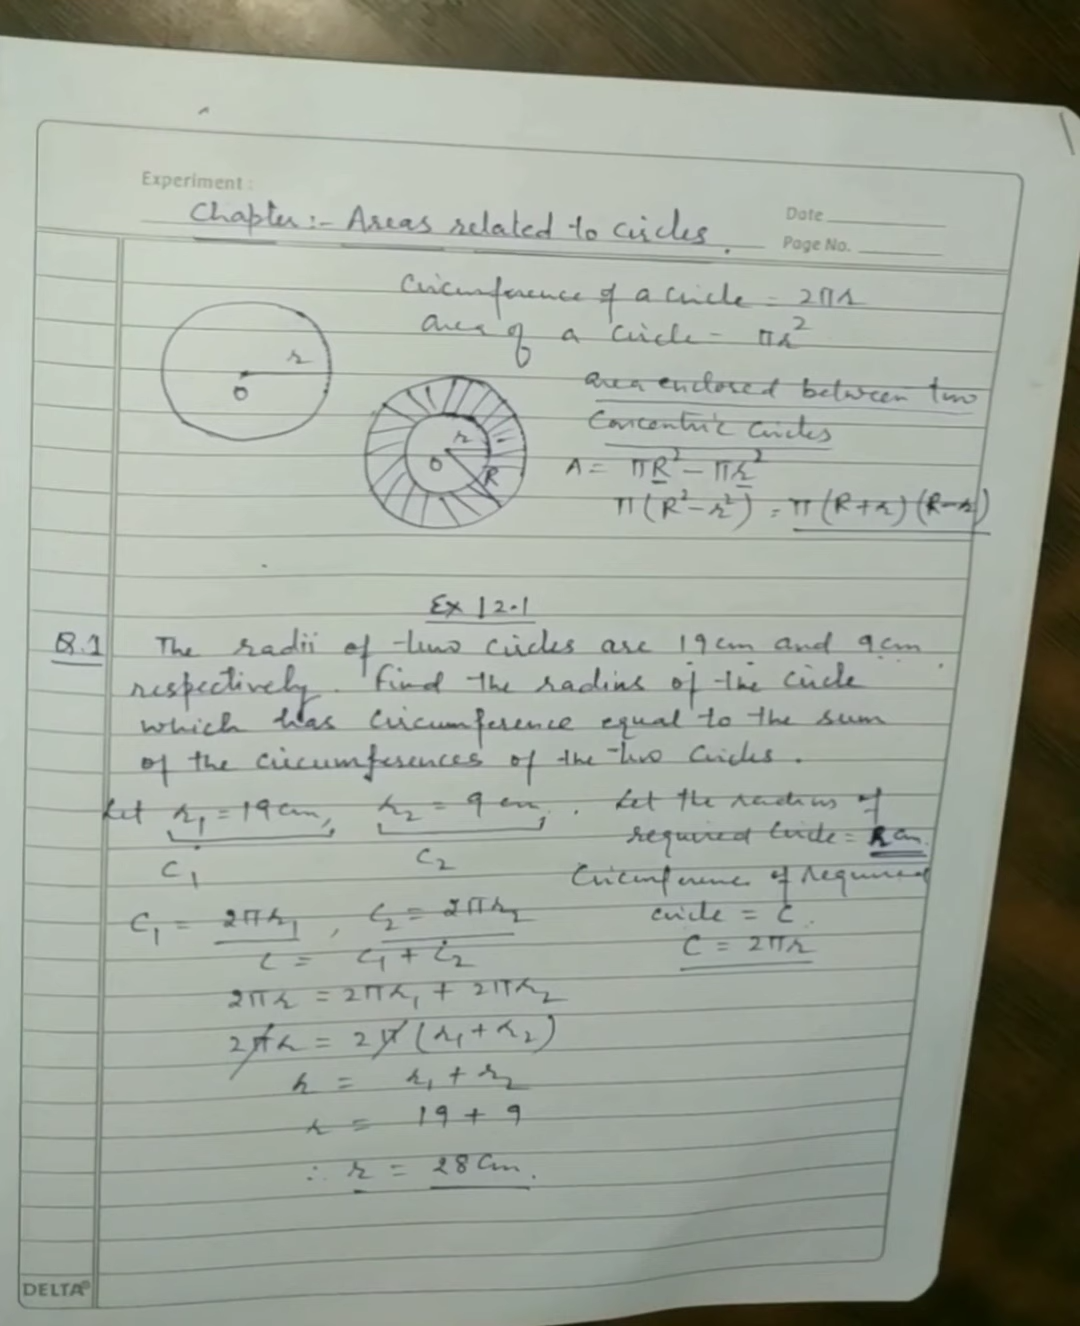 Experiment :
Chapter :- Areas related to circles.
Date
Page No.
Circumference of a circle = 2πr
area of a circle = πr²
r
O
area enclosed between two
Concentric circles
r
O
R
A = πR² - πr²
π(R² - r²) = π(R+r)(R-r)
Ex 12.1
Q.1 The radii of two circles are 19 cm and 9 cm
respectively. Find the radius of the circle
which has circumference equal to the sum
of the circumferences of the two circles.
Let r₁ = 19 cm, r₂ = 9 cm. Let the radius of
required circle = R cm.
C₁ C₂
Circumference of required
circle = C.
C = 2πr
C₁ = 2πr₁, C₂ = 2πr₂
C = C₁ + C₂
2πr = 2πr₁ + 2πr₂
2πr = 2π(r₁ + r₂)
r = r₁ + r₂
r = 19 + 9
∴ r = 28 cm.
DELTA®